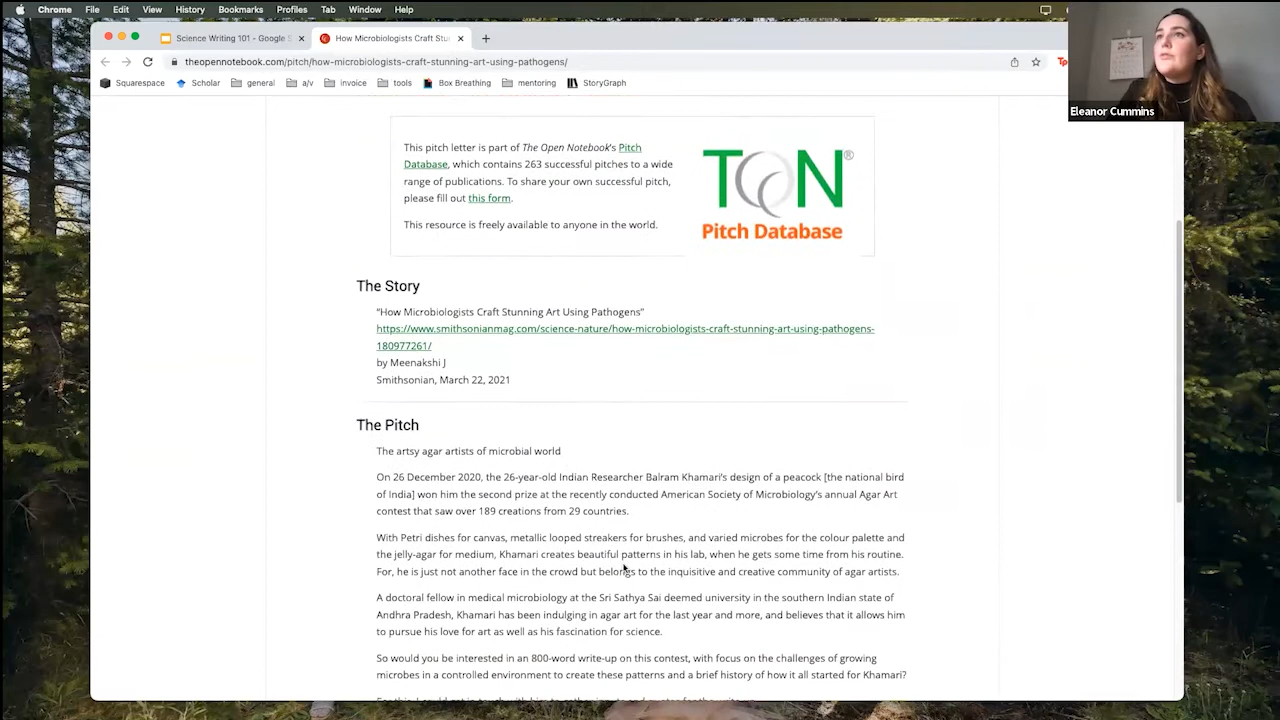 Chrome File Edit View History Bookmarks Profiles Tab Window Help
Science Writing 101 - Google S
How Microbiologists Craft Stu
theopennotebook.com/pitch/how-microbiologists-craft-stunning-art-using-pathogens/
Squarespace Scholar general a/v invoice tools Box Breathing mentoring StoryGraph
Eleanor Cummins
This pitch letter is part of The Open Notebook's Pitch
Database, which contains 263 successful pitches to a wide
range of publications. To share your own successful pitch,
please fill out this form.
This resource is freely available to anyone in the world.
TON®
Pitch Database
The Story
“How Microbiologists Craft Stunning Art Using Pathogens”
https://www.smithsonianmag.com/science-nature/how-microbiologists-craft-stunning-art-using-pathogens-
180977261/
by Meenakshi J
Smithsonian, March 22, 2021
The Pitch
The artsy agar artists of microbial world
On 26 December 2020, the 26-year-old Indian Researcher Balram Khamari's design of a peacock [the national bird
of India] won him the second prize at the recently conducted American Society of Microbiology's annual Agar Art
contest that saw over 189 creations from 29 countries.
With Petri dishes for canvas, metallic looped streakers for brushes, and varied microbes for the colour palette and
the jelly-agar for medium, Khamari creates beautiful patterns in his lab, when he gets some time from his routine.
For, he is just not another face in the crowd but belongs to the inquisitive and creative community of agar artists.
A doctoral fellow in medical microbiology at the Sri Sathya Sai deemed university in the southern Indian state of
Andhra Pradesh, Khamari has been indulging in agar art for the last year and more, and believes that it allows him
to pursue his love for art as well as his fascination for science.
So would you be interested in an 800-word write-up on this contest, with focus on the challenges of growing
microbes in a controlled environment to create these patterns and a brief history of how it all started for Khamari?